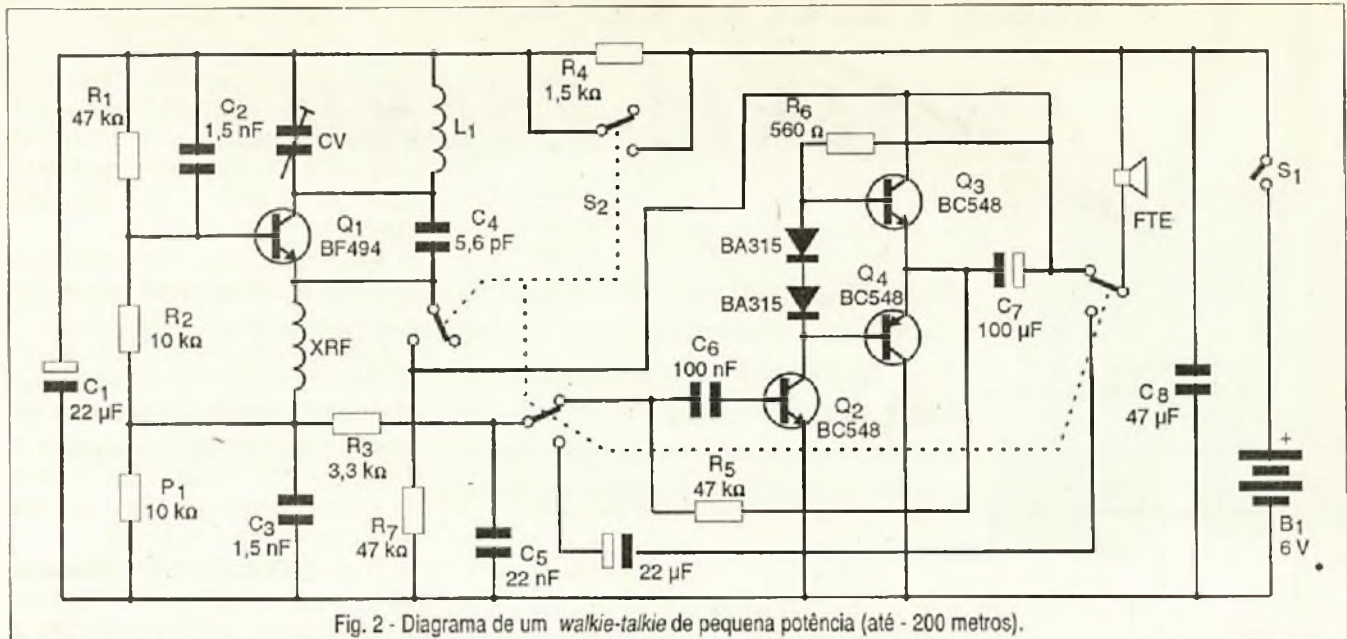 R1
47 kΩ
C2
1,5 nF
CV
L1
R4
1,5 kΩ
S2
R6
560 Ω
Q3
BC548
S1
FTE
Q1
BF494
C4
5,6 pF
BA315
BA315
Q4
BC548
C7
100 µF
R2
10 kΩ
XRF
C6
100 nF
Q2
BC548
C1
22 µF
C8
47 µF
R3
3,3 kΩ
R5
47 kΩ
P1
10 kΩ
C3
1,5 nF
R7
47 kΩ
C5
22 nF
22 µF
+
B1
6 V
Fig. 2 - Diagrama de um walkie-talkie de pequena potência (até - 200 metros).